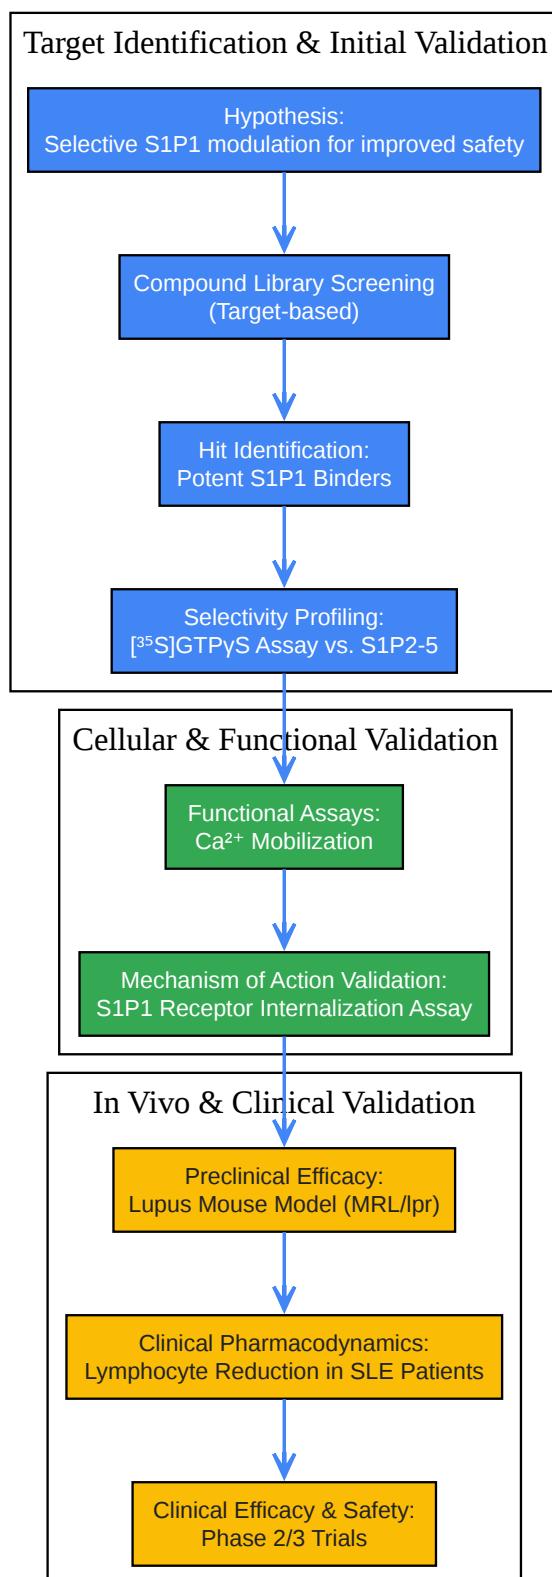 Target Identification & Initial Validation
Hypothesis:
Selective S1P1 modulation for improved safety
Compound Library Screening
(Target-based)
Hit Identification:
Potent S1P1 Binders
Selectivity Profiling:
[³⁵S]GTPγS Assay vs. S1P2-5
Cellular & Functional Validation
Functional Assays:
Ca²⁺ Mobilization
Mechanism of Action Validation:
S1P1 Receptor Internalization Assay
In Vivo & Clinical Validation
Preclinical Efficacy:
Lupus Mouse Model (MRL/lpr)
Clinical Pharmacodynamics:
Lymphocyte Reduction in SLE Patients
Clinical Efficacy & Safety:
Phase 2/3 Trials